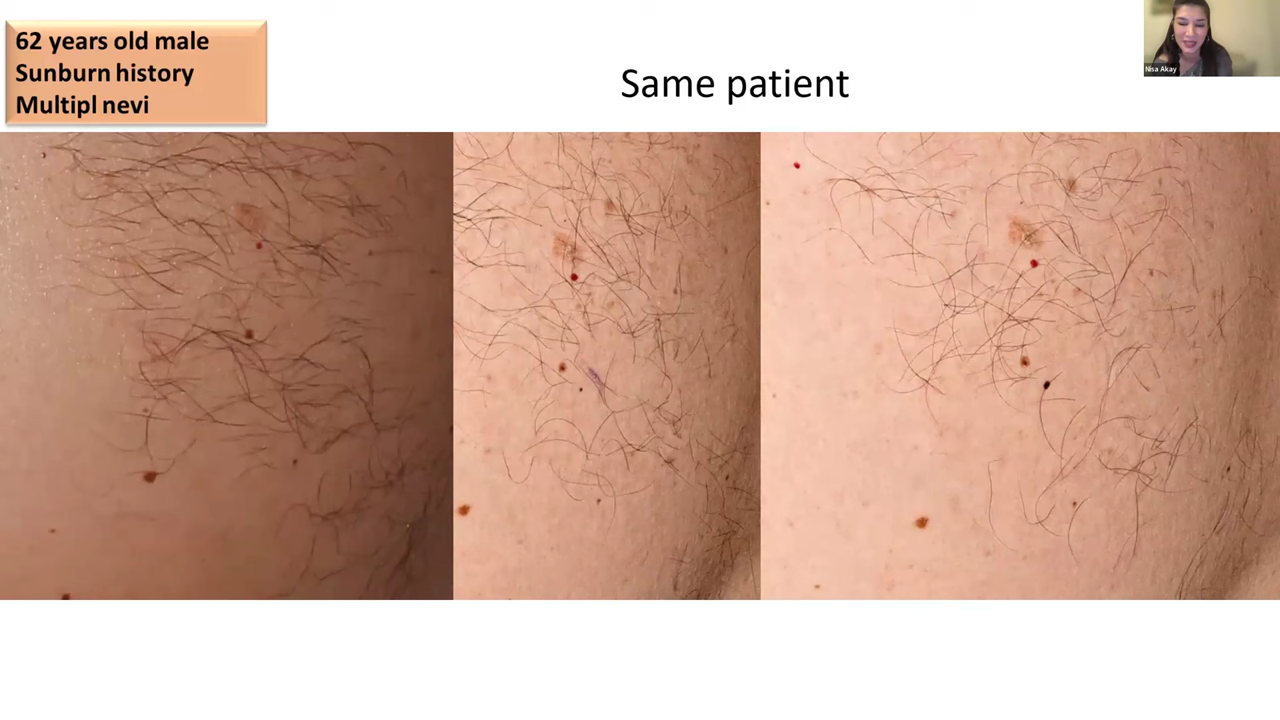 62 years old male
Sunburn history
Multipl nevi
Same patient
Nisa Akay